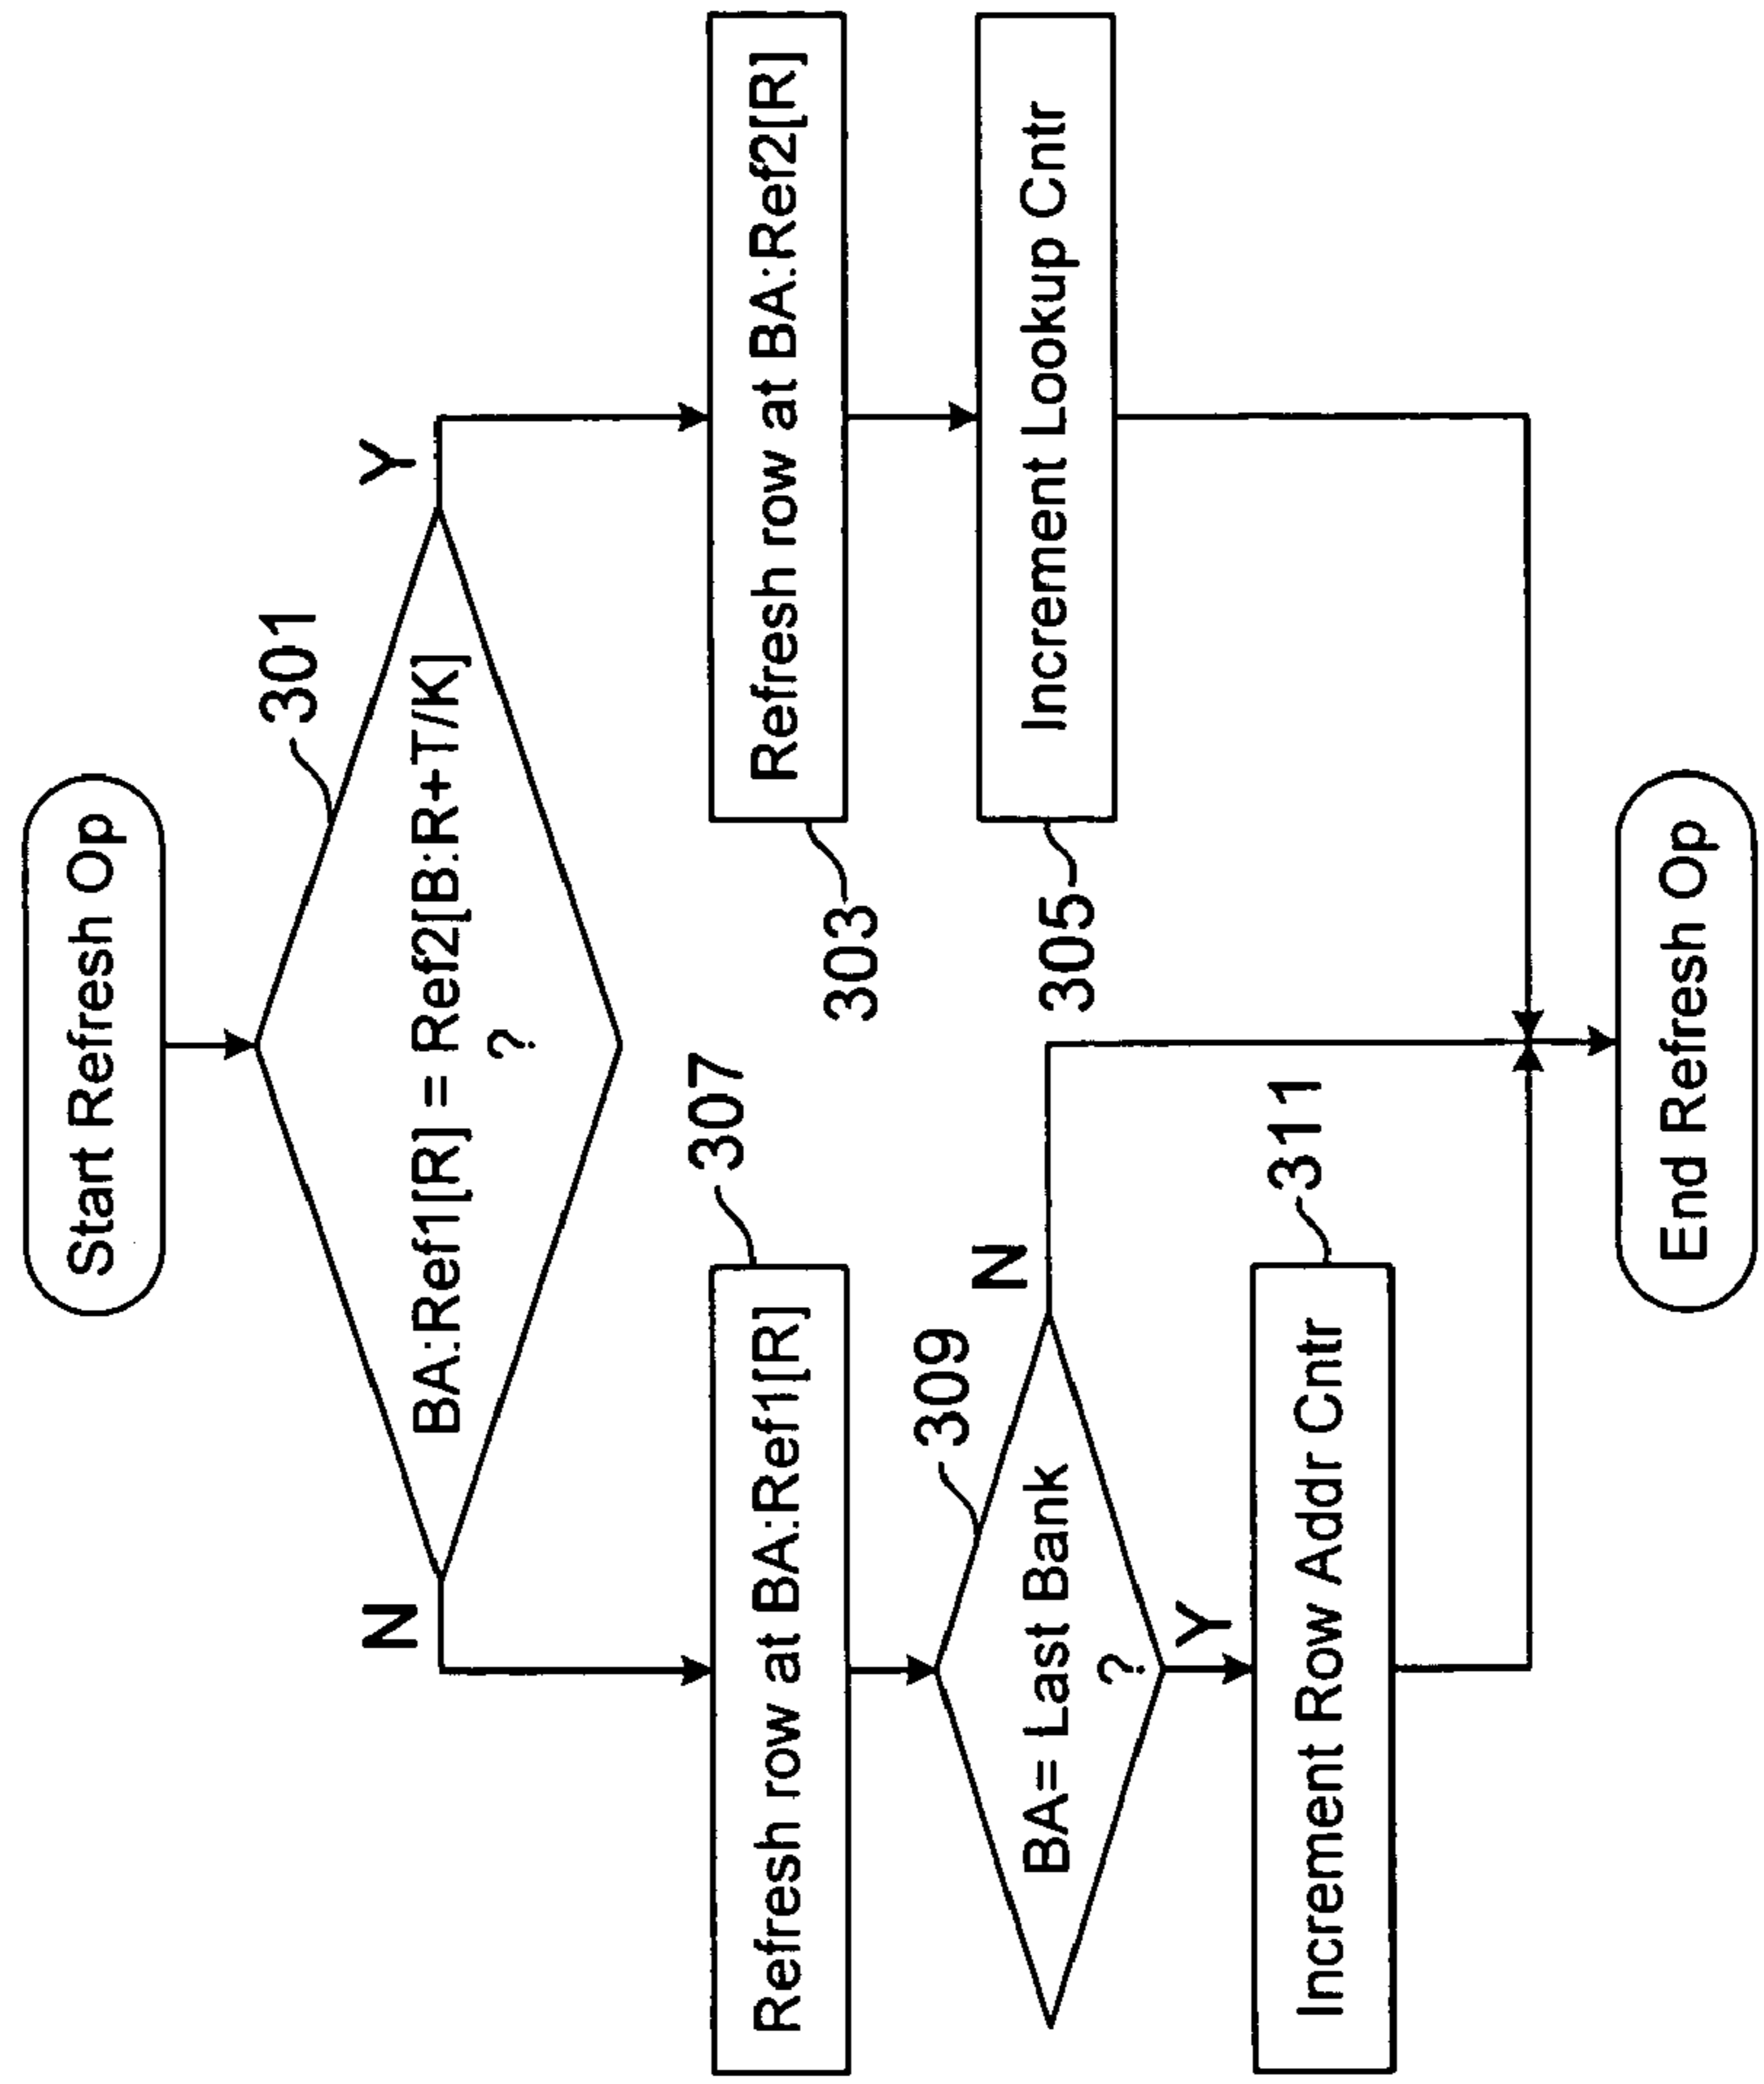 Start Refresh Op
301
BA:Ref1[R] = Ref2[B:R+T/K]
?
N
Y
307
Refresh row at BA:Ref1[R]
303
Refresh row at BA:Ref2[R]
309
BA= Last Bank
?
N
Y
305
Increment Lookup Cntr
311
Increment Row Addr Cntr
End Refresh Op